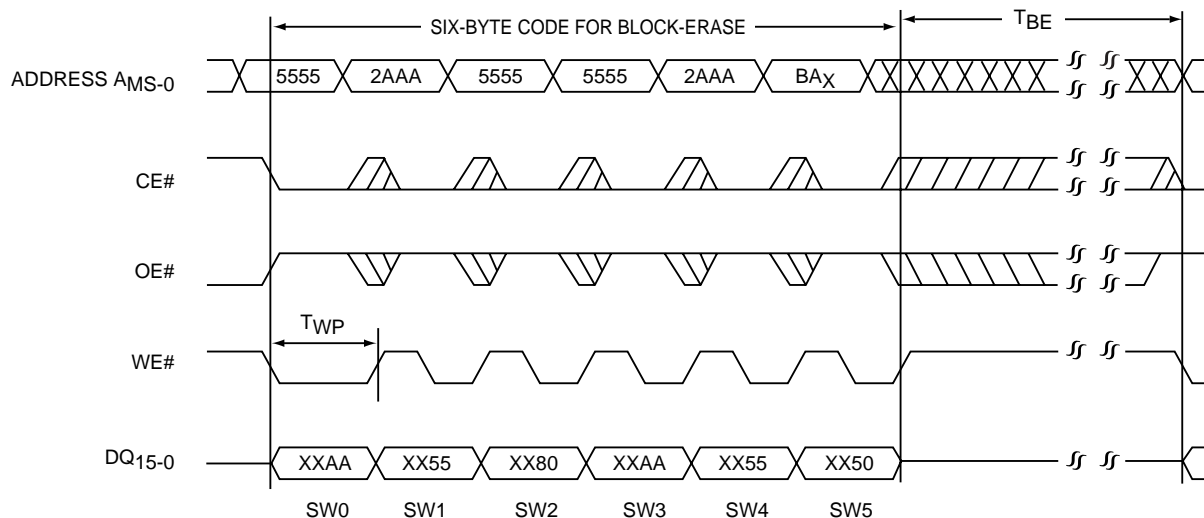 SIX-BYTE CODE FOR BLOCK-ERASE
TBE
ADDRESS AMS-0
5555 2AAA 5555 5555 2AAA BAX
CE#
OE#
TWP
WE#
DQ15-0
XXAA XX55 XX80 XXAA XX55 XX50
SW0 SW1 SW2 SW3 SW4 SW5